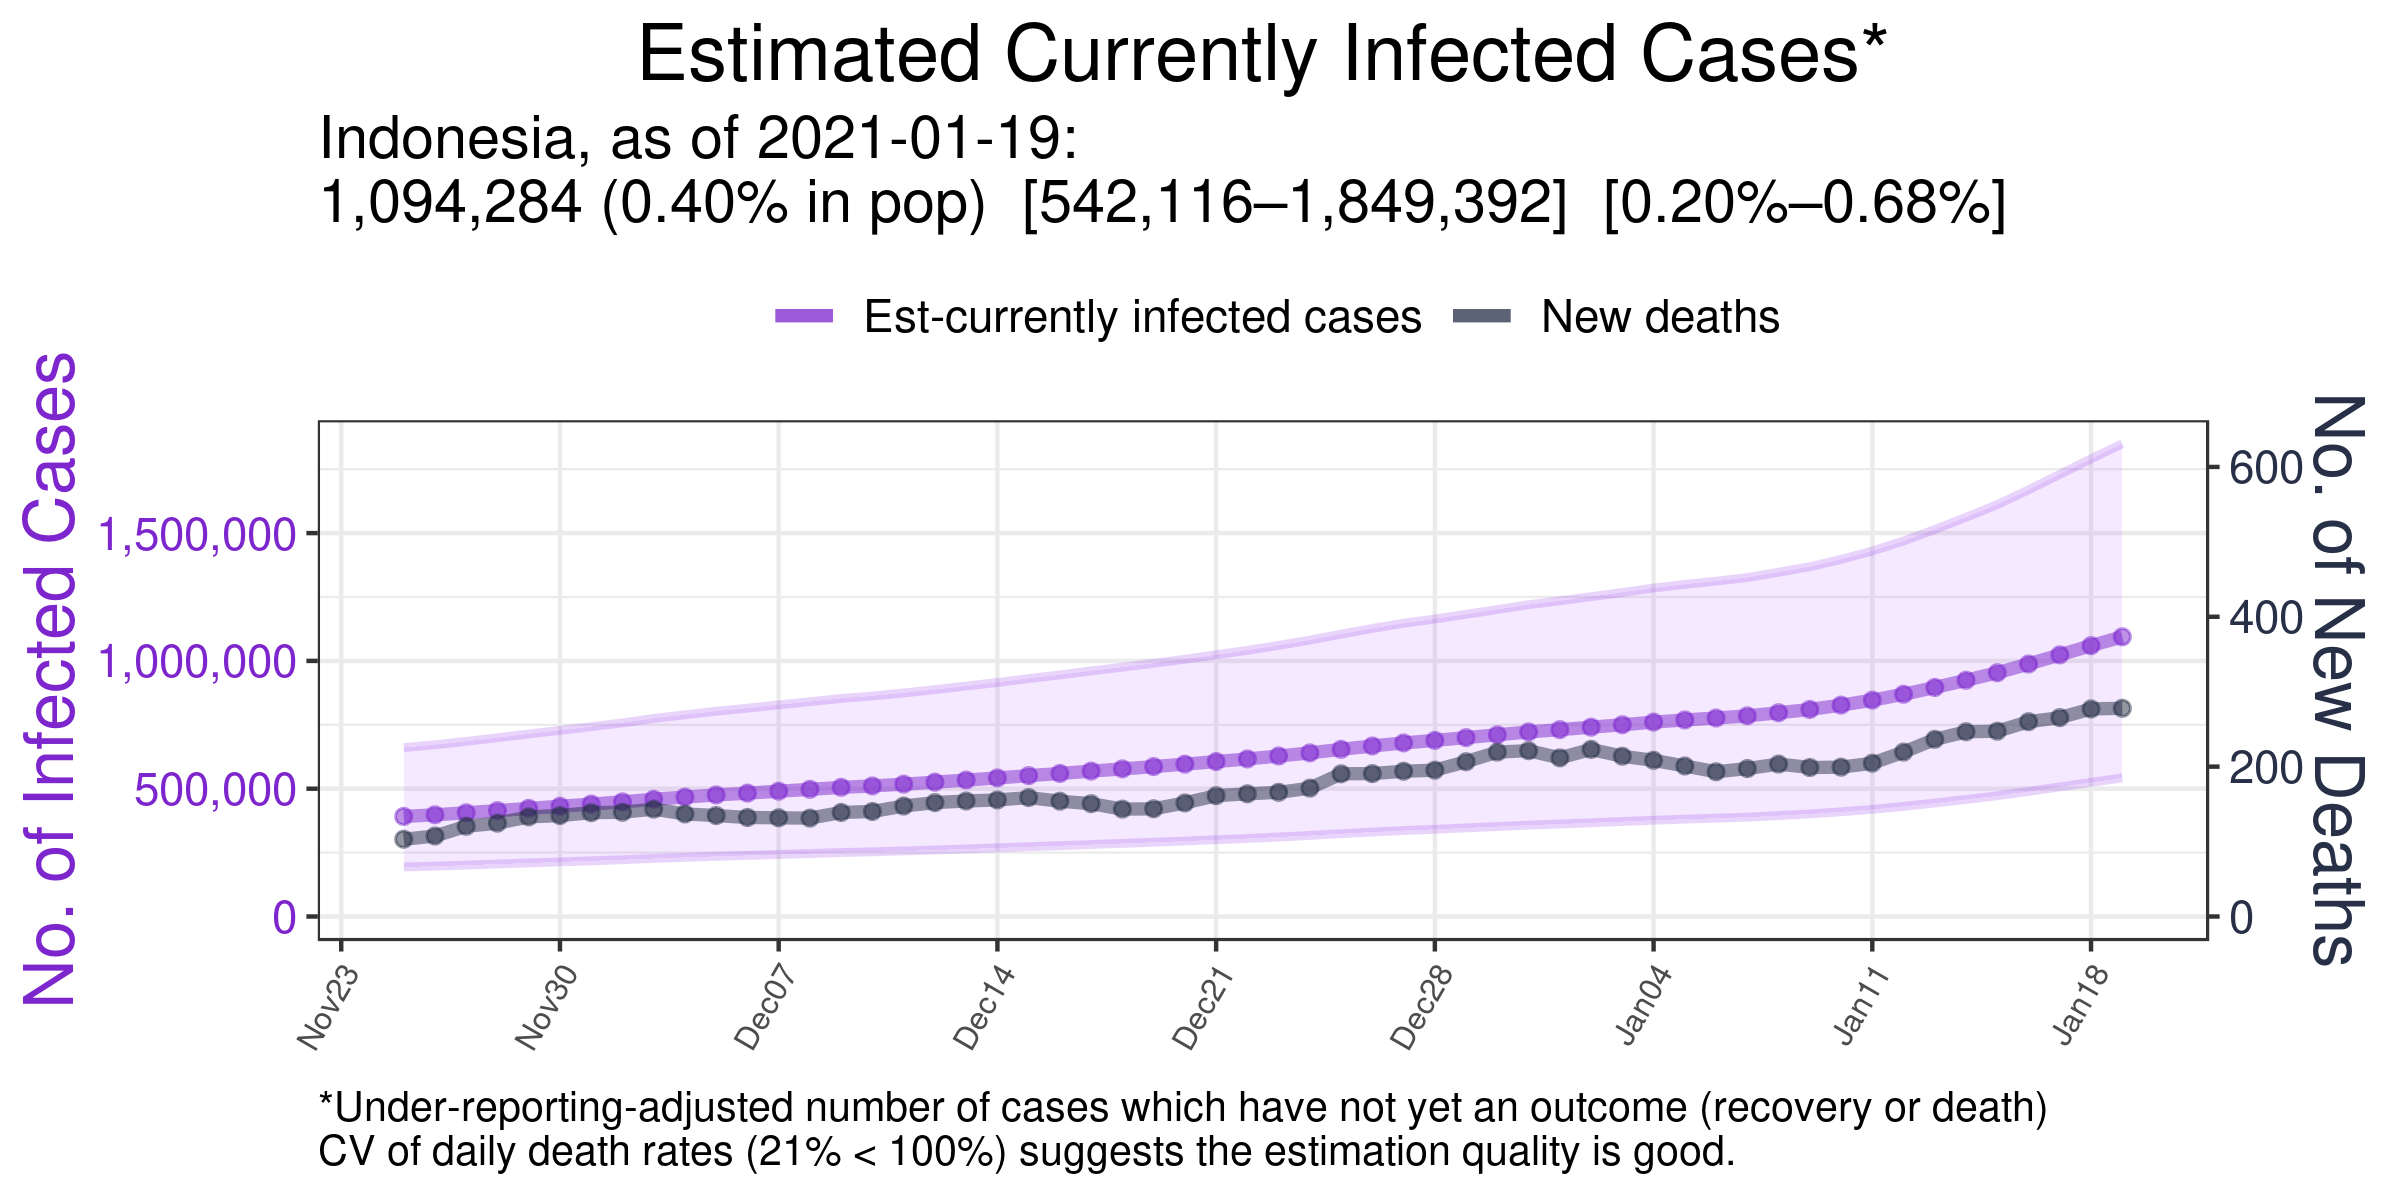 Estimated Currently Infected Cases*
Indonesia, as of 2021-01-19:
1,094,284 (0.40% in pop) [542,116–1,849,392] [0.20%–0.68%]
Est-currently infected cases
New deaths
No. of Infected Cases
1,500,000
1,000,000
500,000
0
600
400
200
0
No. of New Deaths
Nov23
Nov30
Dec07
Dec14
Dec21
Dec28
Jan04
Jan11
Jan18
*Under-reporting-adjusted number of cases which have not yet an outcome (recovery or death)
CV of daily death rates (21% < 100%) suggests the estimation quality is good.